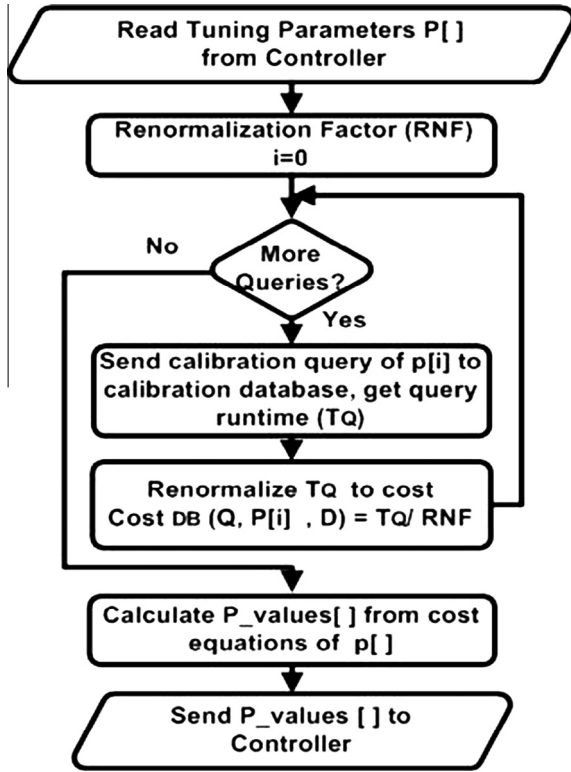 Read Tuning Parameters P[ ]
from Controller
Renormalization Factor (RNF)
i=0
No
More
Queries?
Yes
Send calibration query of p[i] to
calibration database, get query
runtime (TQ)
Renormalize TQ to cost
Cost DB (Q, P[i] , D) = TQ/ RNF
Calculate P_values[ ] from cost
equations of p[ ]
Send P_values [ ] to
Controller